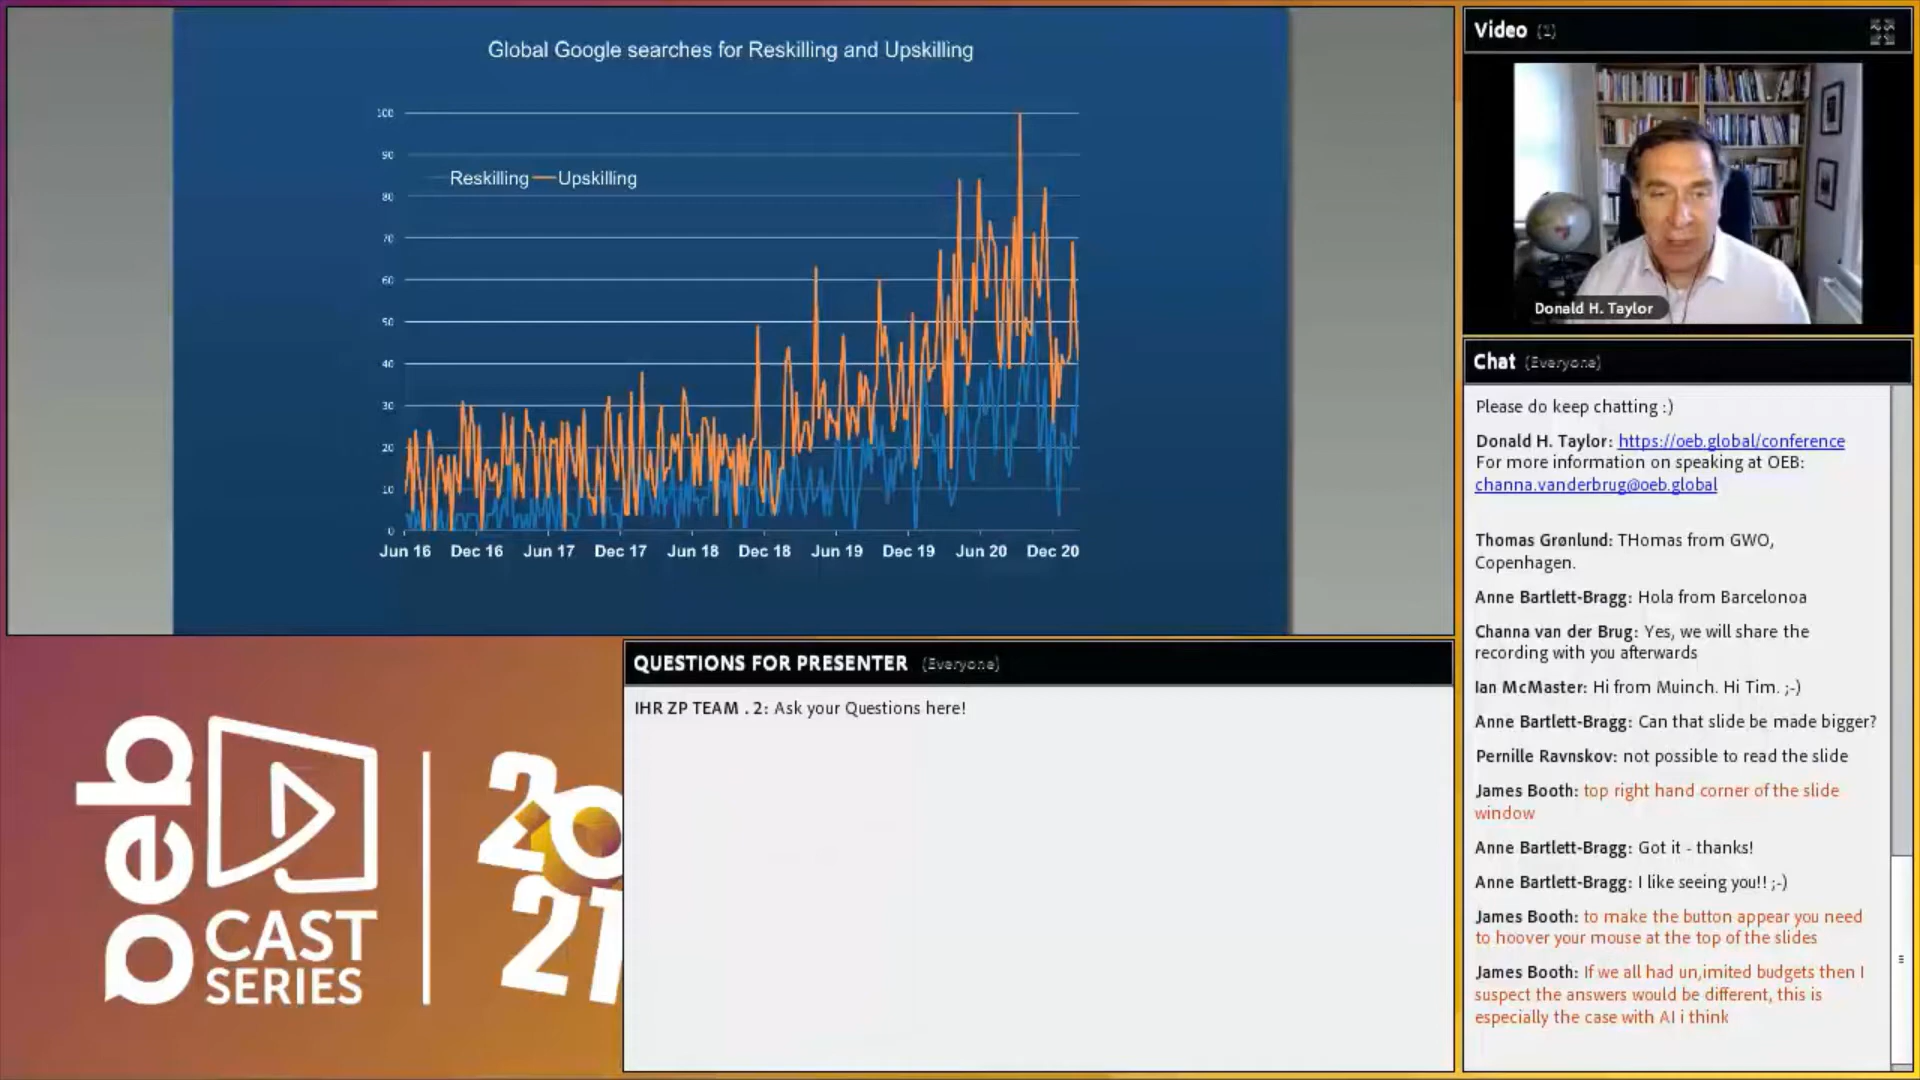 Global Google searches for Reskilling and Upskilling
100
90
Reskilling Upskilling
80
70
60
50
40
30
20
10
0
Jun 16 Dec 16 Jun 17 Dec 17 Jun 18 Dec 18 Jun 19 Dec 19 Jun 20 Dec 20
Video (1)
Donald H. Taylor
Chat (Everyone)
Please do keep chatting :)
Donald H. Taylor: https://oeb.global/conference
For more information on speaking at OEB:
channa.vanderbrug@oeb.global
Thomas Grønlund: THomas from GWO,
Copenhagen.
Anne Bartlett-Bragg: Hola from Barcelonoa
Channa van der Brug: Yes, we will share the
recording with you afterwards
Ian McMaster: Hi from Muinch. Hi Tim. ;-)
Anne Bartlett-Bragg: Can that slide be made bigger?
Pernille Ravnskov: not possible to read the slide
James Booth: top right hand corner of the slide
window
Anne Bartlett-Bragg: Got it - thanks!
Anne Bartlett-Bragg: I like seeing you!! ;-)
James Booth: to make the button appear you need
to hoover your mouse at the top of the slides
James Booth: If we all had un,imited budgets then I
suspect the answers would be different, this is
especially the case with AI i think
QUESTIONS FOR PRESENTER (Everyone)
IHR ZP TEAM . 2: Ask your Questions here!
oeb
CAST
SERIES
20
21